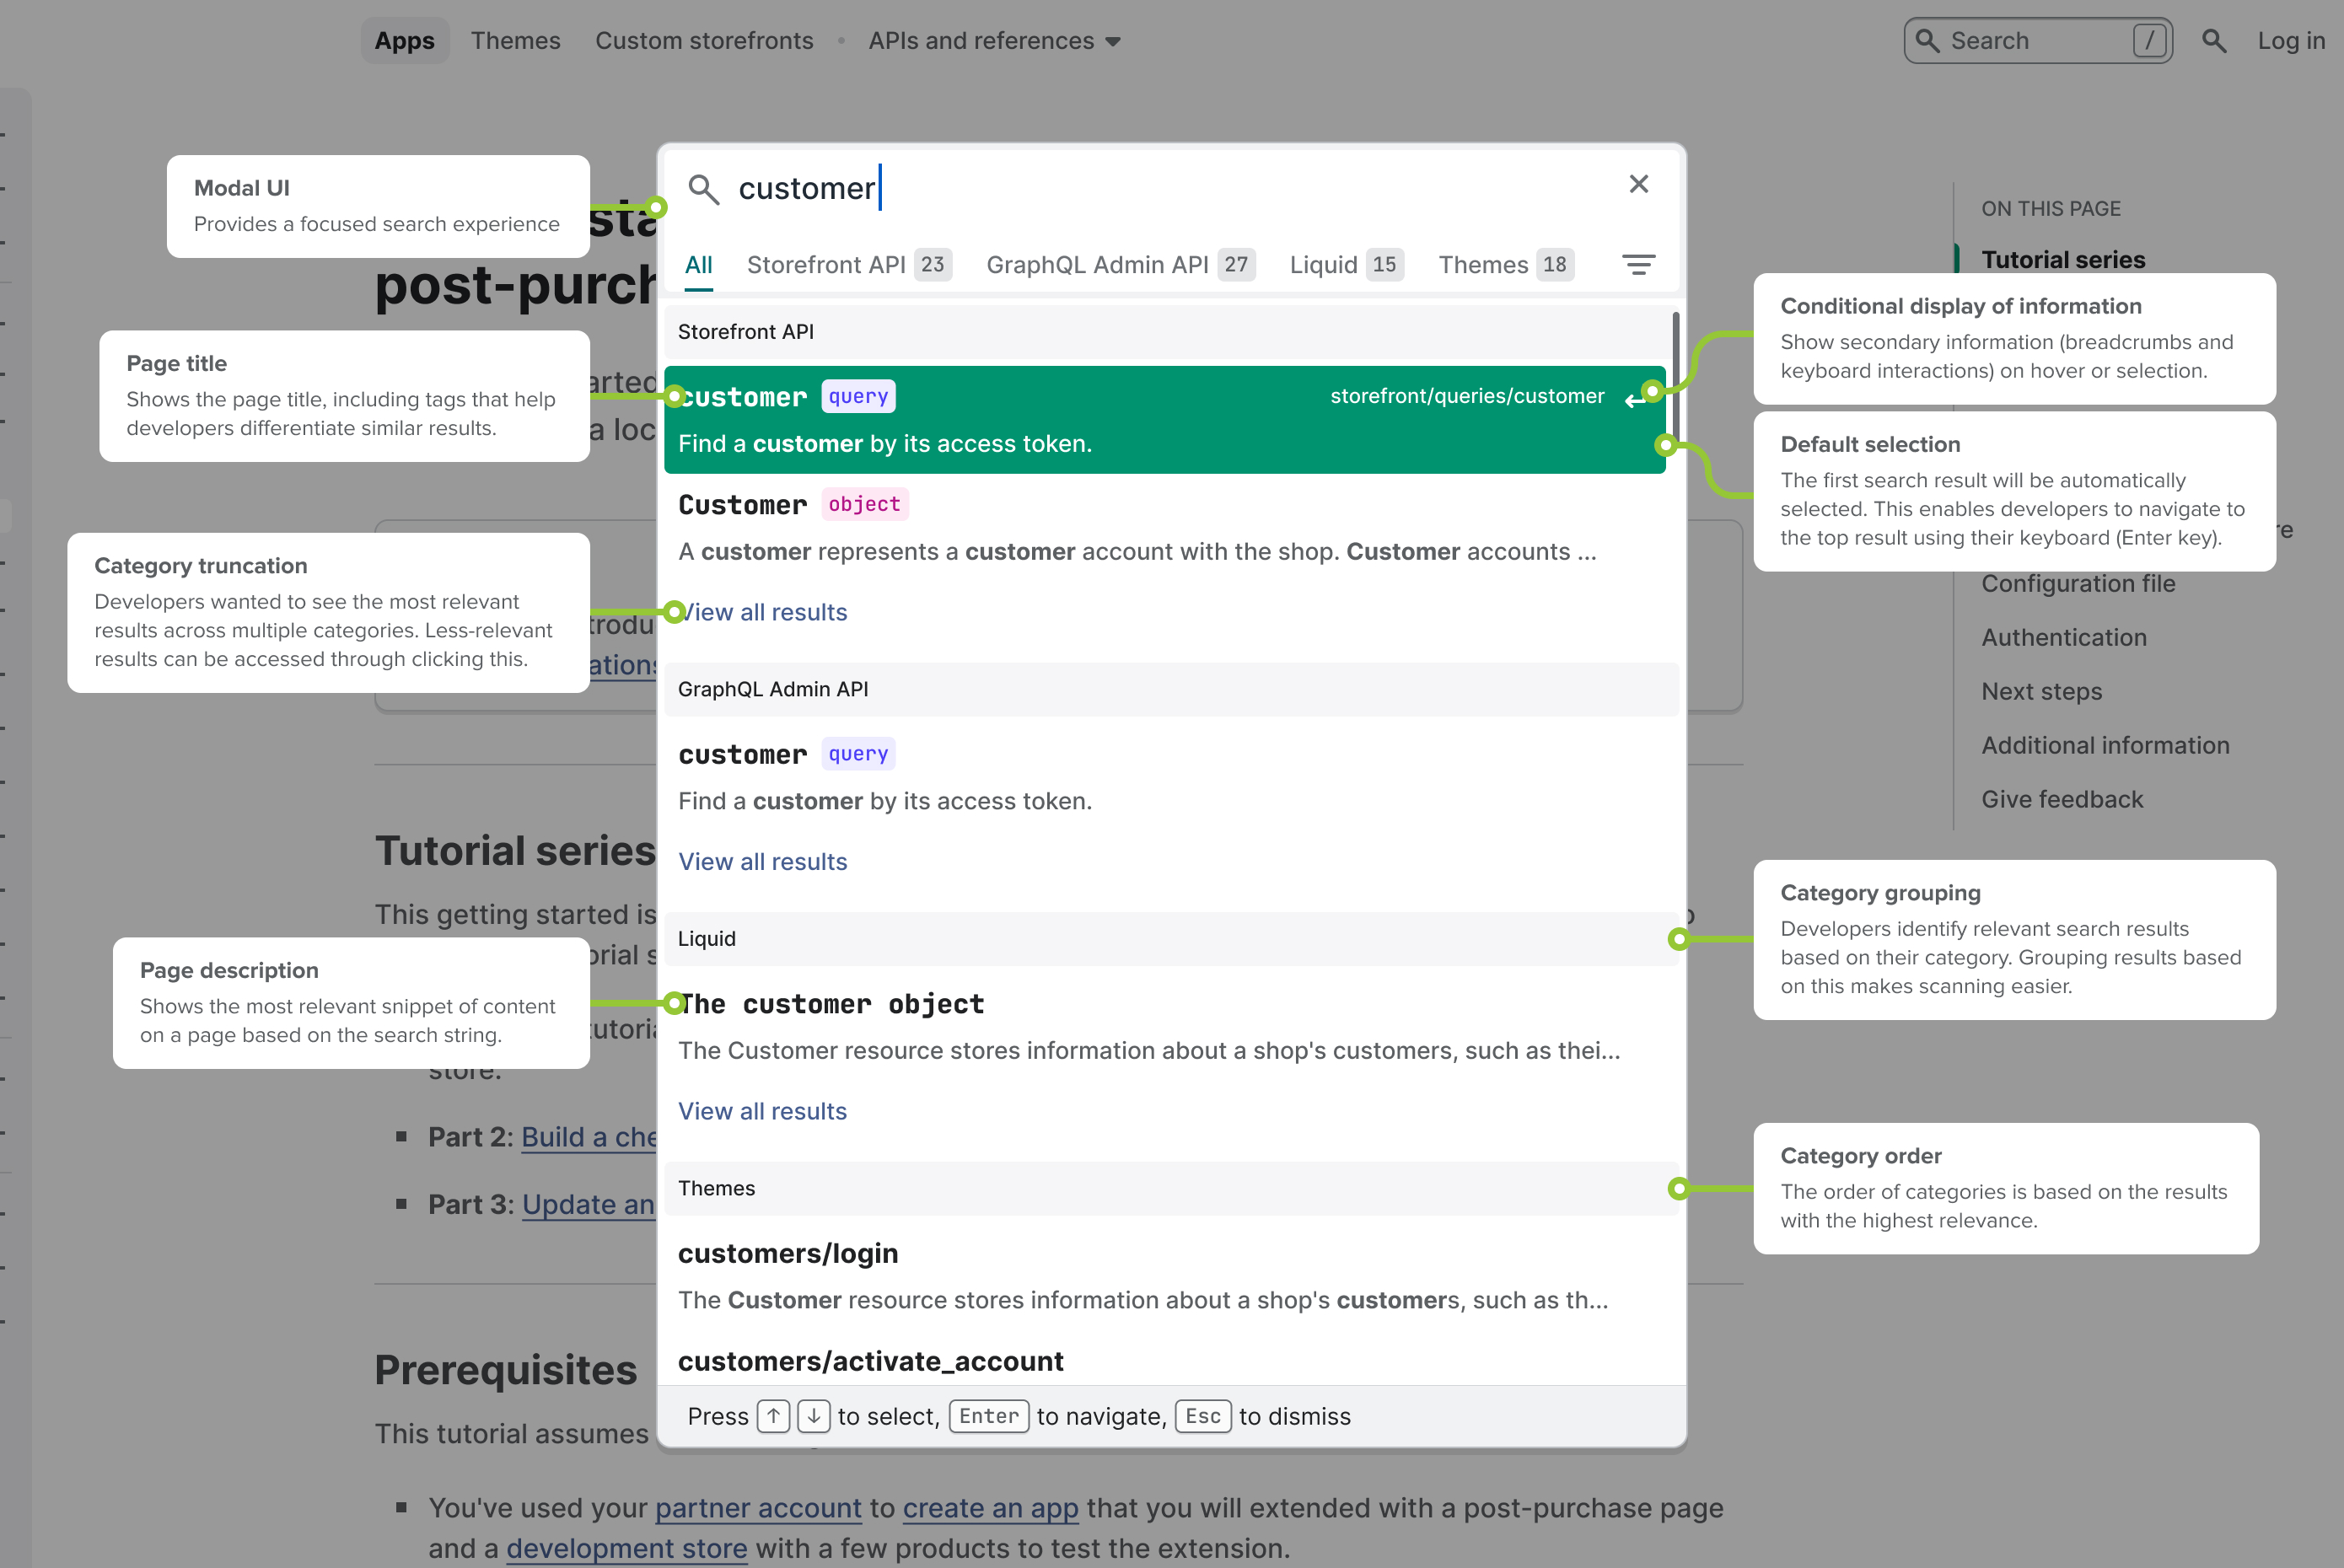 Apps Themes Custom storefronts • APIs and references
Search / Log in
Modal UI
Provides a focused search experience
post-purch
Page title
Shows the page title, including tags that help
developers differentiate similar results.
Category truncation
Developers wanted to see the most relevant
results across multiple categories. Less-relevant
results can be accessed through clicking this.
Tutorial series
This getting started is
Page description
Shows the most relevant snippet of content
on a page based on the search string.
store.
Part 2: Build a che
Part 3: Update an
Prerequisites
This tutorial assumes
You've used your partner account to create an app that you will extended with a post-purchase page
and a development store with a few products to test the extension.
customer
All Storefront API 23 GraphQL Admin API 27 Liquid 15 Themes 18
Storefront API
customer query storefront/queries/customer
Find a customer by its access token.
Customer object
A customer represents a customer account with the shop. Customer accounts ...
View all results
GraphQL Admin API
customer query
Find a customer by its access token.
View all results
Liquid
The customer object
The Customer resource stores information about a shop's customers, such as thei...
View all results
Themes
customers/login
The Customer resource stores information about a shop's customers, such as th...
customers/activate_account
Press ↑ ↓ to select, Enter to navigate, Esc to dismiss
ON THIS PAGE
Tutorial series
Conditional display of information
Show secondary information (breadcrumbs and
keyboard interactions) on hover or selection.
Default selection
The first search result will be automatically
selected. This enables developers to navigate to
the top result using their keyboard (Enter key).
Configuration file
Authentication
Next steps
Additional information
Give feedback
Category grouping
Developers identify relevant search results
based on their category. Grouping results based
on this makes scanning easier.
Category order
The order of categories is based on the results
with the highest relevance.